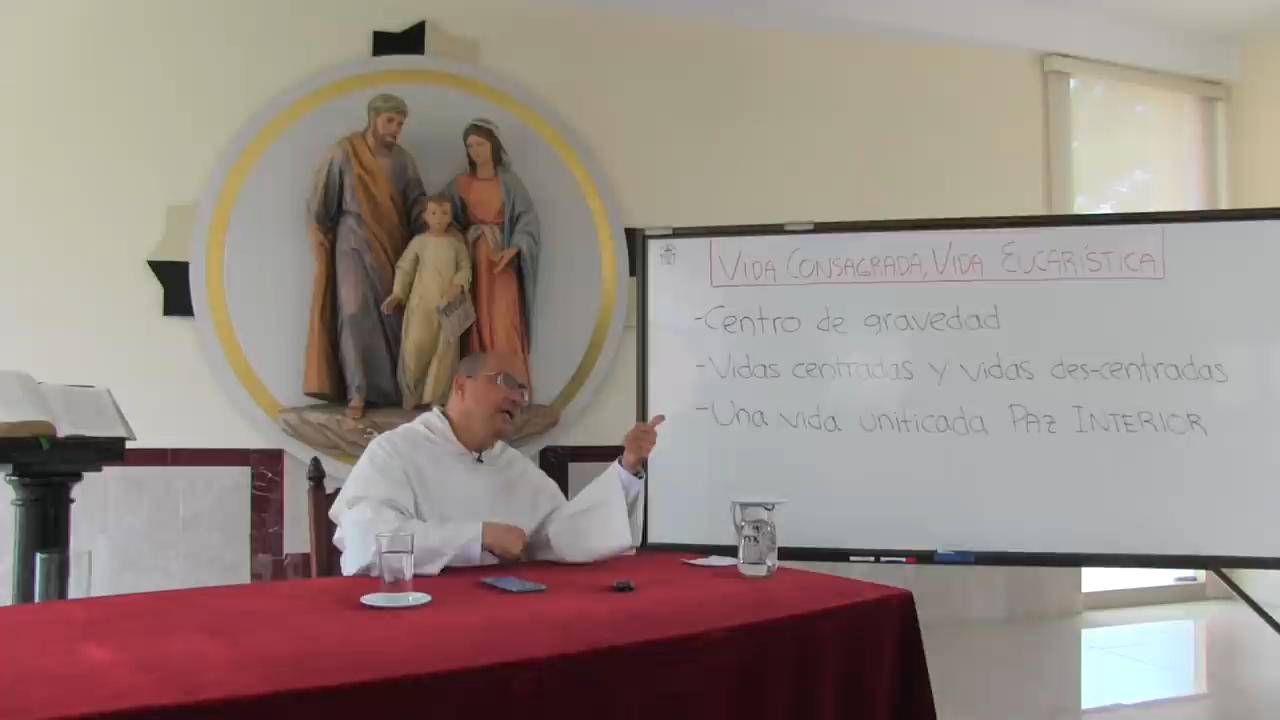 VIDA CONSAGRADA, VIDA EUCARÍSTICA
-Centro de gravedad
-Vidas centradas y vidas des-centradas
-Una vida unificada PAZ INTERIOR